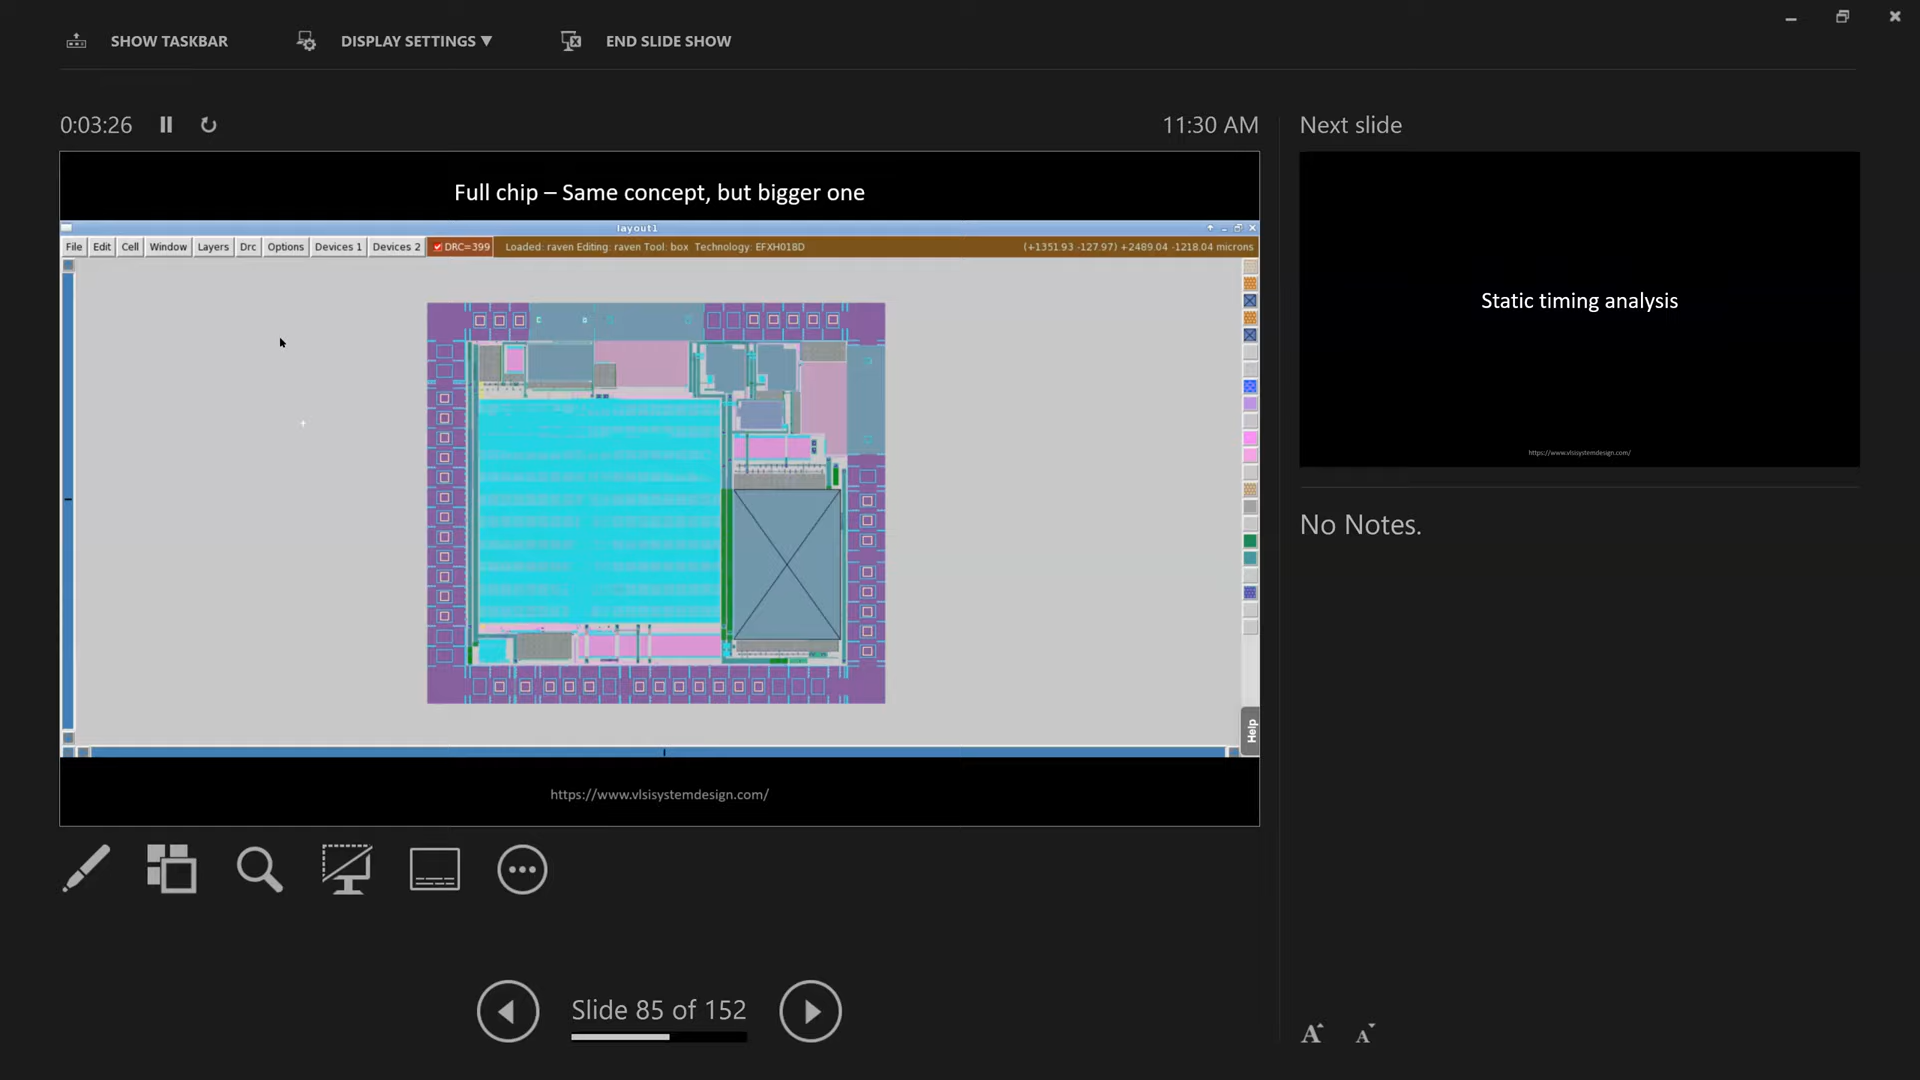 SHOW TASKBAR DISPLAY SETTINGS ▼ END SLIDE SHOW
0:03:26 11:30 AM Next slide
Full chip – Same concept, but bigger one
layout1
File Edit Cell Window Layers Drc Options Devices 1 Devices 2 DRC=399 Loaded: raven Editing: raven Tool: box Technology: EFXH018D (+1351.93 -127.97) +2489.04 -1218.04 microns
Help
https://www.vlsisystemdesign.com/
Static timing analysis
https://www.vlsisystemdesign.com/
No Notes.
Slide 85 of 152
A A